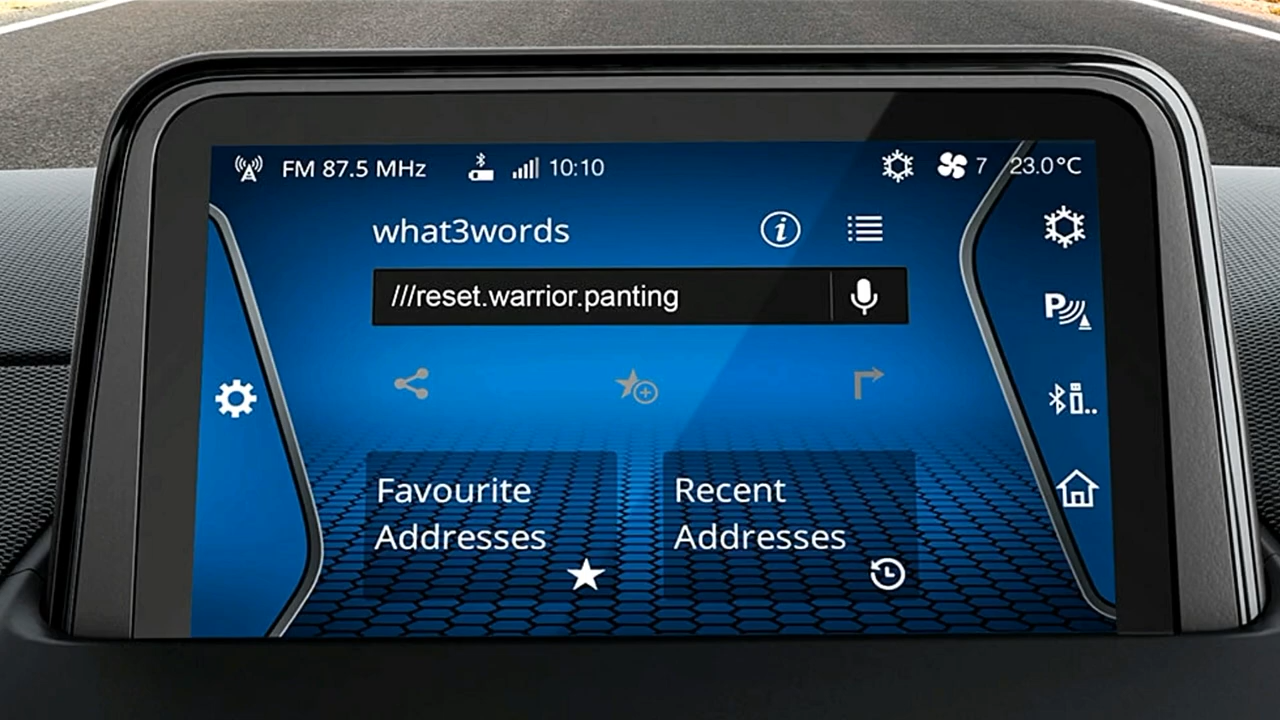 FM 87.5 MHz 10:10 7 23.0°C
what3words
///reset.warrior.panting
P
Favourite Addresses
Recent Addresses